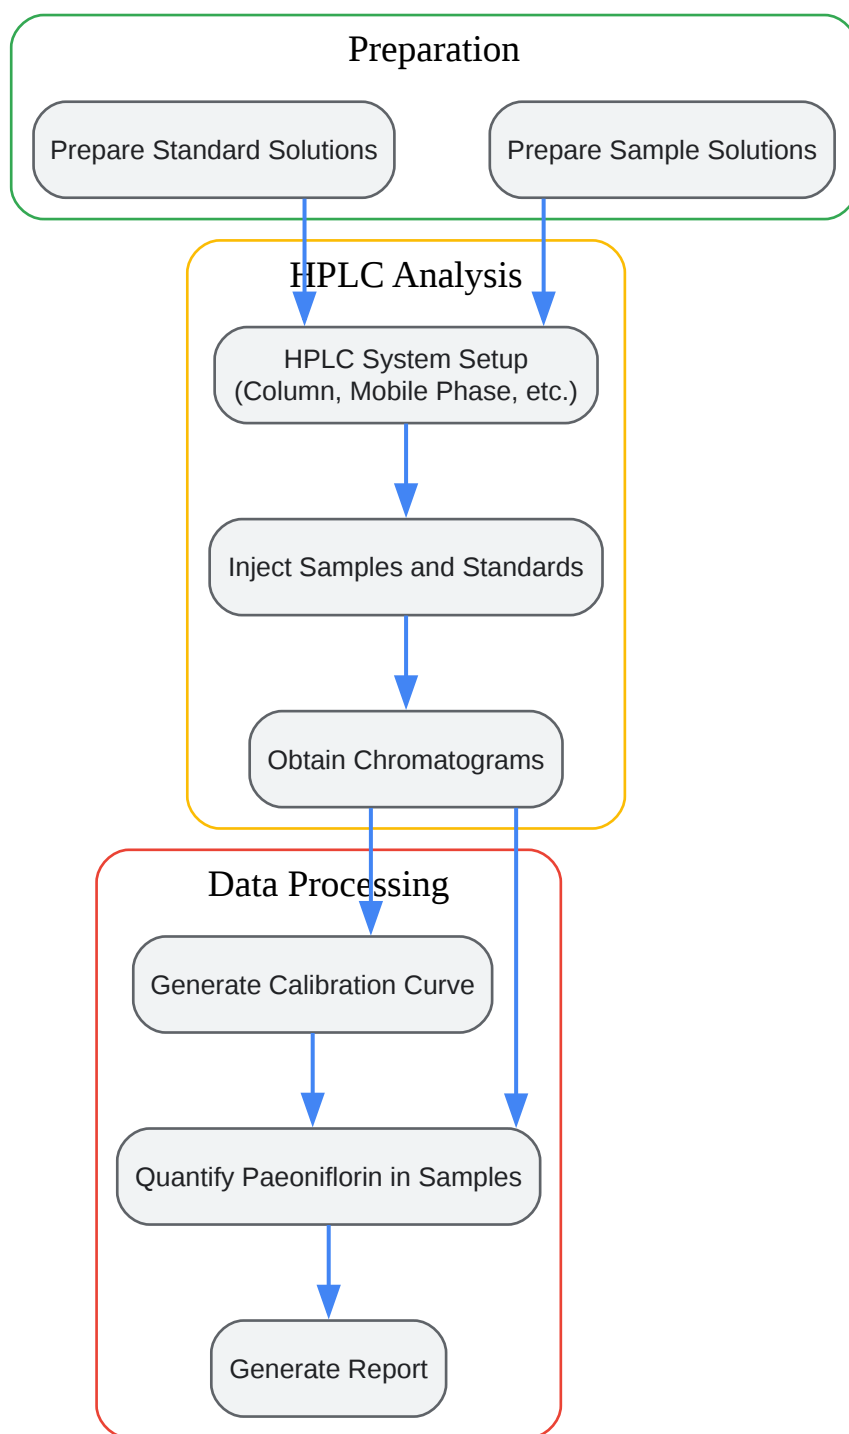 Preparation
Prepare Standard Solutions
Prepare Sample Solutions
HPLC Analysis
HPLC System Setup
(Column, Mobile Phase, etc.)
Inject Samples and Standards
Obtain Chromatograms
Data Processing
Generate Calibration Curve
Quantify Paeoniflorin in Samples
Generate Report